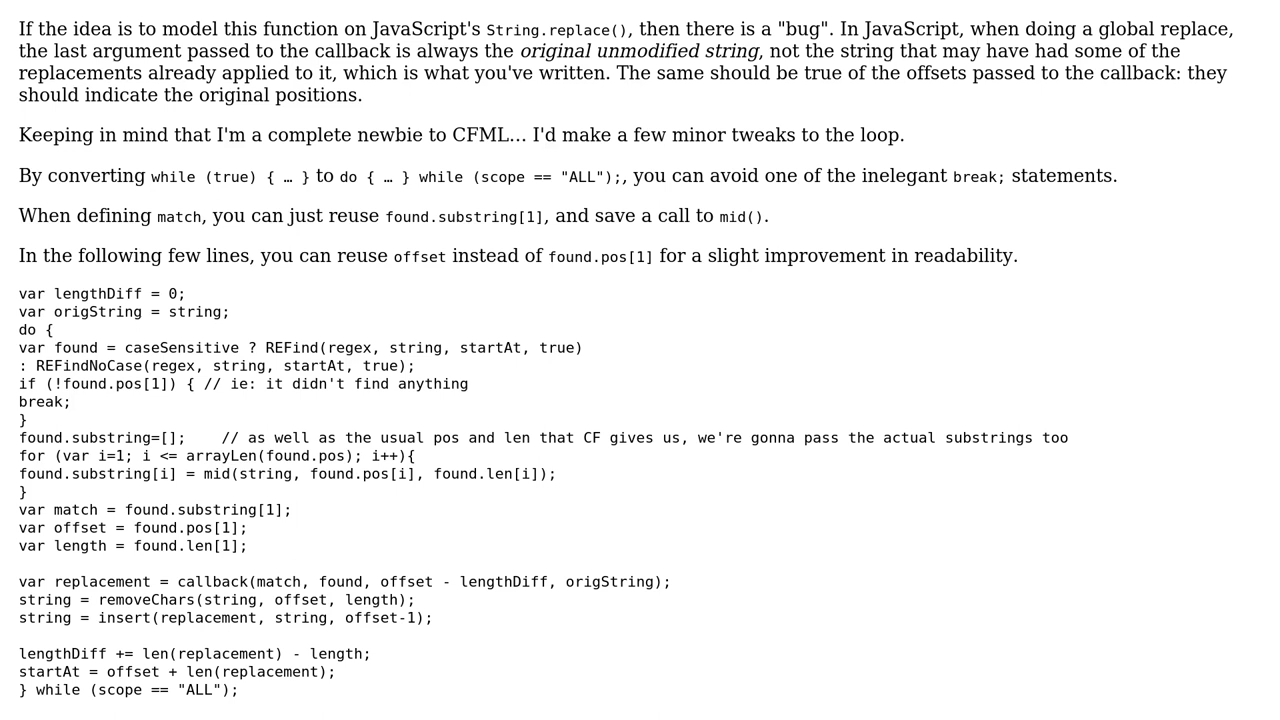 If the idea is to model this function on JavaScript's String.replace(), then there is a "bug". In JavaScript, when doing a global replace,
the last argument passed to the callback is always the original unmodified string, not the string that may have had some of the
replacements already applied to it, which is what you've written. The same should be true of the offsets passed to the callback: they
should indicate the original positions.
Keeping in mind that I'm a complete newbie to CFML… I'd make a few minor tweaks to the loop.
By converting while (true) { … } to do { … } while (scope == "ALL");, you can avoid one of the inelegant break; statements.
When defining match, you can just reuse found.substring[1], and save a call to mid().
In the following few lines, you can reuse offset instead of found.pos[1] for a slight improvement in readability.
var lengthDiff = 0;
var origString = string;
do {
var found = caseSensitive ? REFind(regex, string, startAt, true)
: REFindNoCase(regex, string, startAt, true);
if (!found.pos[1]) { // ie: it didn't find anything
break;
}
found.substring=[];    // as well as the usual pos and len that CF gives us, we're gonna pass the actual substrings too
for (var i=1; i <= arrayLen(found.pos); i++){
found.substring[i] = mid(string, found.pos[i], found.len[i]);
}
var match = found.substring[1];
var offset = found.pos[1];
var length = found.len[1];
var replacement = callback(match, found, offset - lengthDiff, origString);
string = removeChars(string, offset, length);
string = insert(replacement, string, offset-1);
lengthDiff += len(replacement) - length;
startAt = offset + len(replacement);
} while (scope == "ALL");